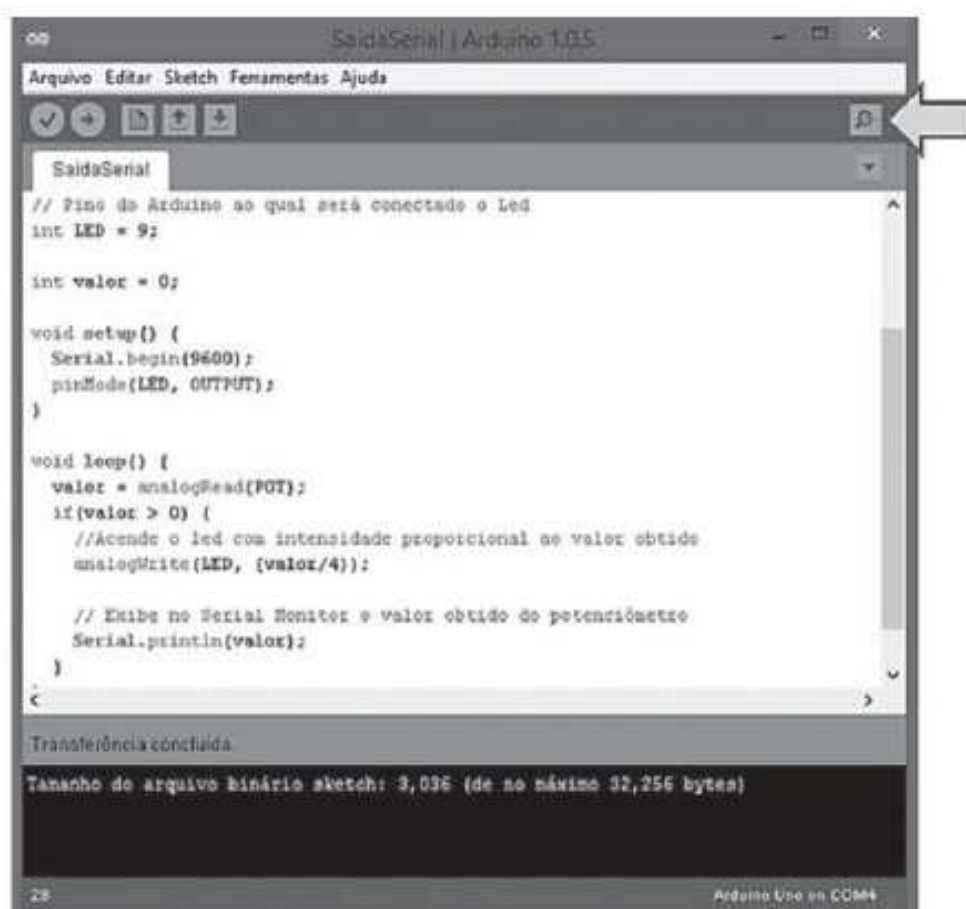 SaidaSerial | Arduino 1.0.5
Arquivo Editar Sketch Ferramentas Ajuda
SaidaSerial
// Pino do Arduino ao qual será conectado o Led
int LED = 9;
int valor = 0;
void setup() {
Serial.begin(9600);
pinMode(LED, OUTPUT);
}
void loop() {
valor = analogRead(POT);
if(valor > 0) {
//Acende o led com intensidade proporcional ao valor obtido
analogWrite(LED, (valor/4));
// Exibe no Serial Monitor o valor obtido do potenciômetro
Serial.println(valor);
}
Transferência concluída.
Tamanho do arquivo binário sketch: 3,036 (de no máximo 32,256 bytes)
28
Arduino Uno on COM4